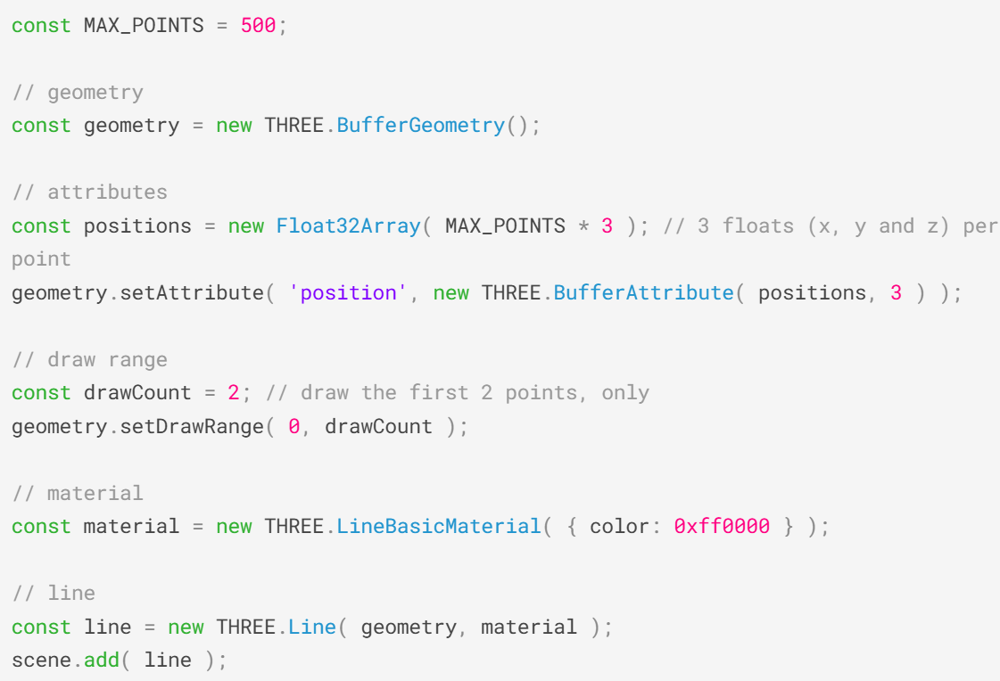 const MAX_POINTS = 500;
// geometry
const geometry = new THREE.BufferGeometry();
// attributes
const positions = new Float32Array( MAX_POINTS * 3 ); // 3 floats (x, y and z) per
point
geometry.setAttribute( 'position', new THREE.BufferAttribute( positions, 3 ) );
// draw range
const drawCount = 2; // draw the first 2 points, only
geometry.setDrawRange( 0, drawCount );
// material
const material = new THREE.LineBasicMaterial( { color: 0xff0000 } );
// line
const line = new THREE.Line( geometry, material );
scene.add( line );